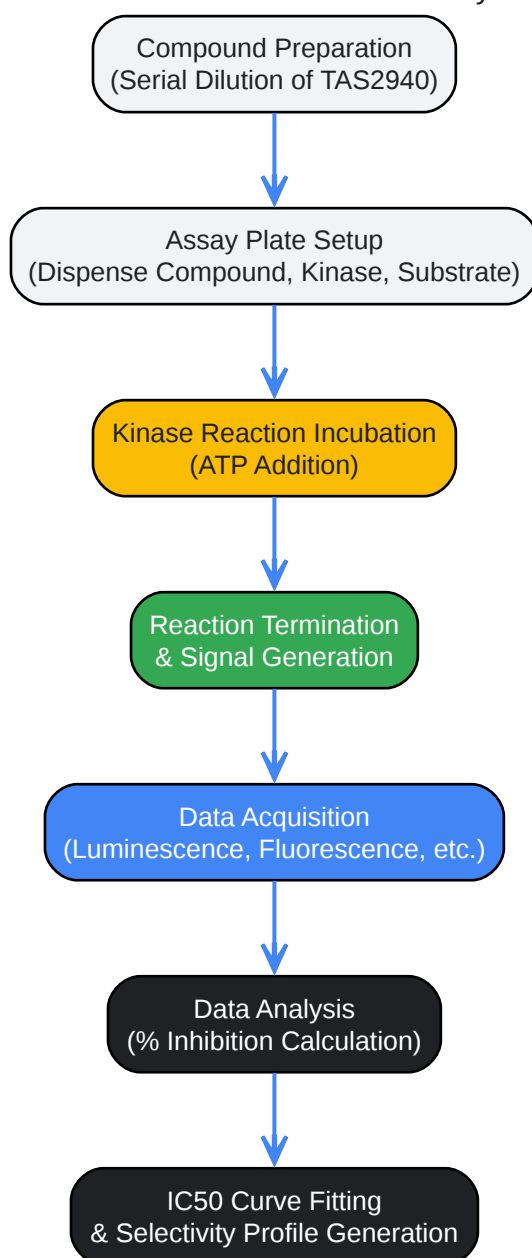 Compound Preparation
(Serial Dilution of TAS2940)
Assay Plate Setup
(Dispense Compound, Kinase, Substrate)
Kinase Reaction Incubation
(ATP Addition)
Reaction Termination
& Signal Generation
Data Acquisition
(Luminescence, Fluorescence, etc.)
Data Analysis
(% Inhibition Calculation)
IC50 Curve Fitting
& Selectivity Profile Generation